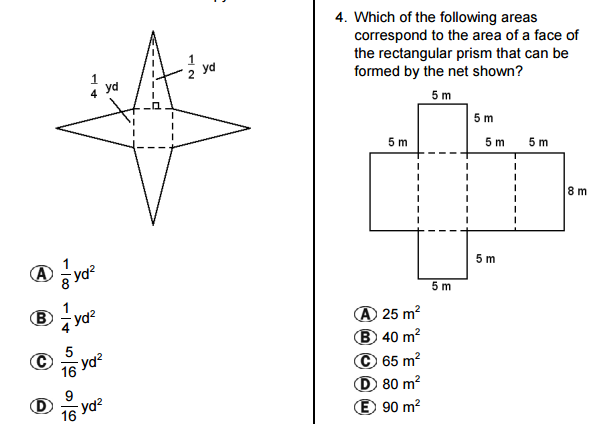 1/4 yd
1/2 yd
Ⓐ 1/8 yd²
Ⓑ 1/4 yd²
Ⓒ 5/16 yd²
Ⓓ 9/16 yd²
4. Which of the following areas
correspond to the area of a face of
the rectangular prism that can be
formed by the net shown?
5 m
5 m
5 m 5 m 5 m
8 m
5 m
5 m
Ⓐ 25 m²
Ⓑ 40 m²
Ⓒ 65 m²
Ⓓ 80 m²
Ⓔ 90 m²